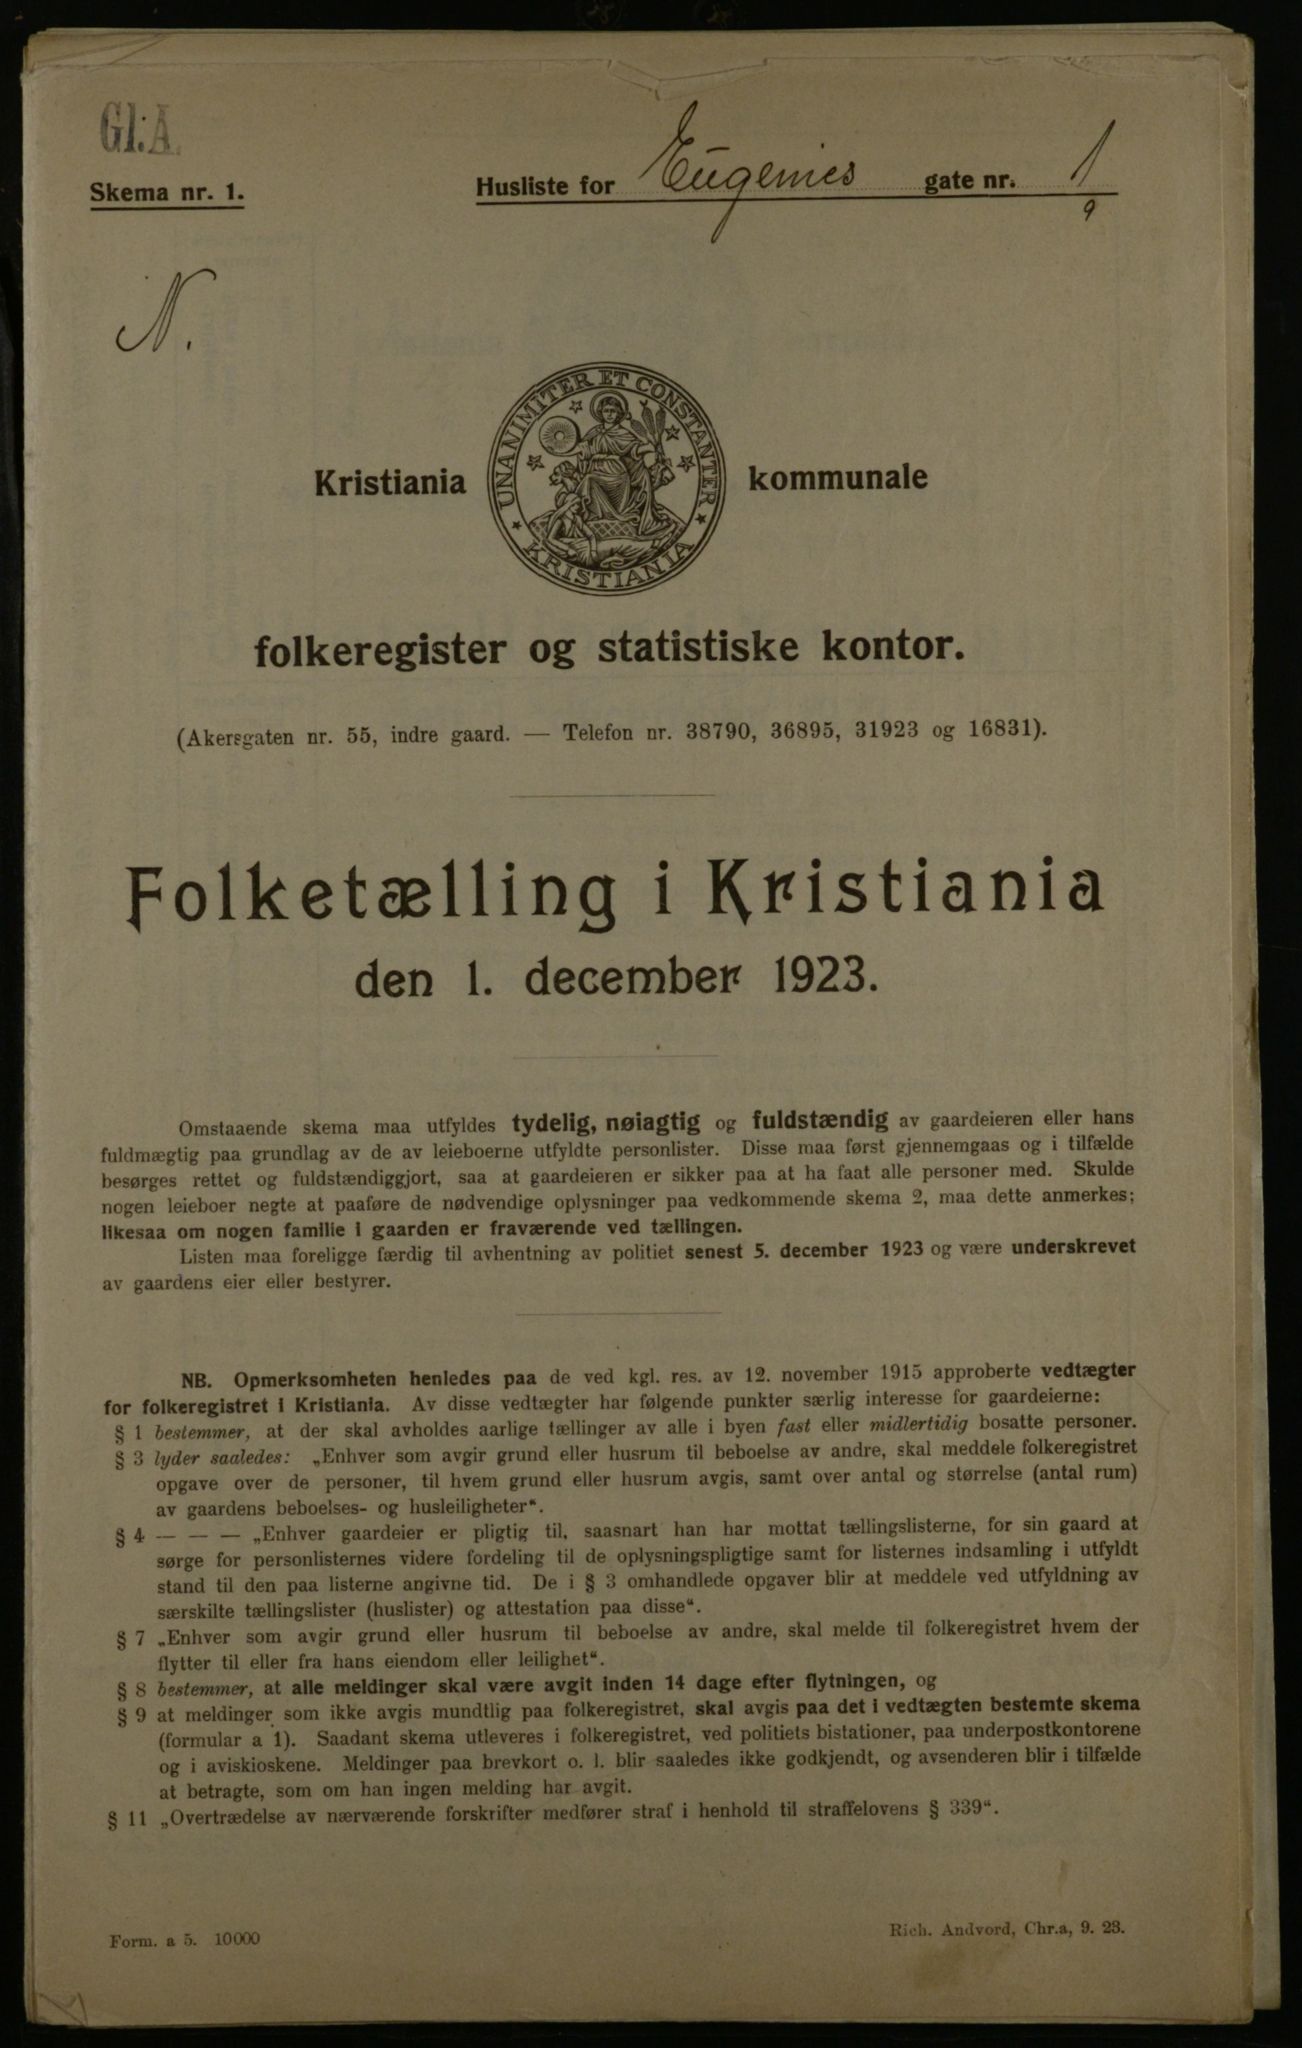 Gl. A.
Skema nr. 1.
Husliste for Eugenies gate nr. 1
9
N.
UNANIMITER ET CONSTANTER
KRISTIANIA
Kristiania kommunale
folkeregister og statistiske kontor.
(Akersgaten nr. 55, indre gaard. — Telefon nr. 38790, 36895, 31923 og 16831).
Folketælling i Kristiania
den 1. december 1923.
Omstaaende skema maa utfyldes tydelig, nøiagtig og fuldstændig av gaardeieren eller hans
fuldmægtig paa grundlag av de av leieboerne utfyldte personlister. Disse maa først gjennemgaas og i tilfælde
besørges rettet og fuldstændiggjort, saa at gaardeieren er sikker paa at ha faat alle personer med. Skulde
nogen leieboer negte at paaføre de nødvendige oplysninger paa vedkommende skema 2, maa dette anmerkes;
likesaa om nogen familie i gaarden er fraværende ved tællingen.
Listen maa foreligge færdig til avhentning av politiet senest 5. december 1923 og være underskrevet
av gaardens eier eller bestyrer.
NB. Opmerksomheten henledes paa de ved kgl. res. av 12. november 1915 approberte vedtægter
for folkeregistret i Kristiania. Av disse vedtægter har følgende punkter særlig interesse for gaardeierne:
§ 1 bestemmer, at der skal avholdes aarlige tællinger av alle i byen fast eller midlertidig bosatte personer.
§ 3 lyder saaledes: „Enhver som avgir grund eller husrum til beboelse av andre, skal meddele folkeregistret
opgave over de personer, til hvem grund eller husrum avgis, samt over antal og størrelse (antal rum)
av gaardens beboelses- og husleiligheter“.
§ 4 — — — „Enhver gaardeier er pligtig til, saasnart han har mottat tællingslisterne, for sin gaard at
sørge for personlisternes videre fordeling til de oplysningspligtige samt for listernes indsamling i utfyldt
stand til den paa listerne angivne tid. De i § 3 omhandlede opgaver blir at meddele ved utfyldning av
særskilte tællingslister (huslister) og attestation paa disse“.
§ 7 „Enhver som avgir grund eller husrum til beboelse av andre, skal melde til folkeregistret hvem der
flytter til eller fra hans eiendom eller leilighet“.
§ 8 bestemmer, at alle meldinger skal være avgit inden 14 dage efter flytningen, og
§ 9 at meldinger som ikke avgis mundtlig paa folkeregistret, skal avgis paa det i vedtægten bestemte skema
(formular a 1). Saadant skema utleveres i folkeregistret, ved politiets bistationer, paa underpostkontorene
og i aviskioskene. Meldinger paa brevkort o. l. blir saaledes ikke godkjendt, og avsenderen blir i tilfælde
at betragte, som om han ingen melding har avgit.
§ 11 „Overtrædelse av nærværende forskrifter medfører straf i henhold til straffelovens § 339“.
Form. a 5. 10000
Rich. Andvord, Chr.a, 9. 23.